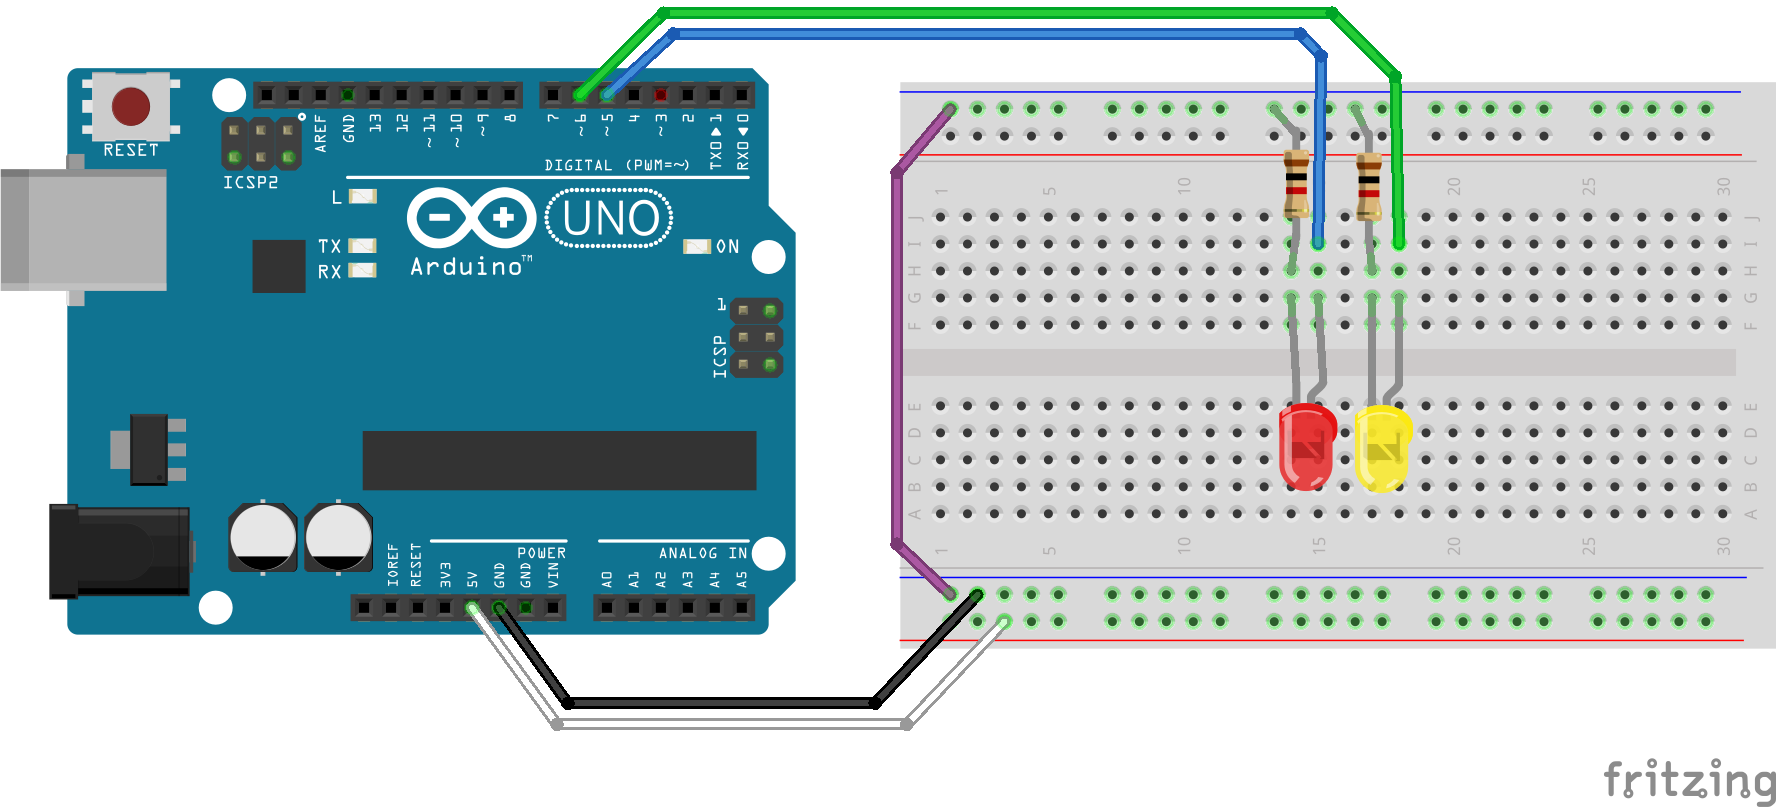 RESET
ICSP2
AREF
GND
13
12
~11
~10
~9
8
7
~6
~5
4
~3
2
TX0▶1
RX0◀0
DIGITAL (PWM=~)
L
TX
RX
UNO
Arduino™
ON
1
ICSP
IOREF
RESET
3V3
5V
GND
GND
VIN
POWER
A0
A1
A2
A3
A4
A5
ANALOG IN
1 5 10 20 25 30
J J
I I
H H
G G
F F
E E
D D
C C
B B
A A
1 5 10 15 20 25 30
fritzing